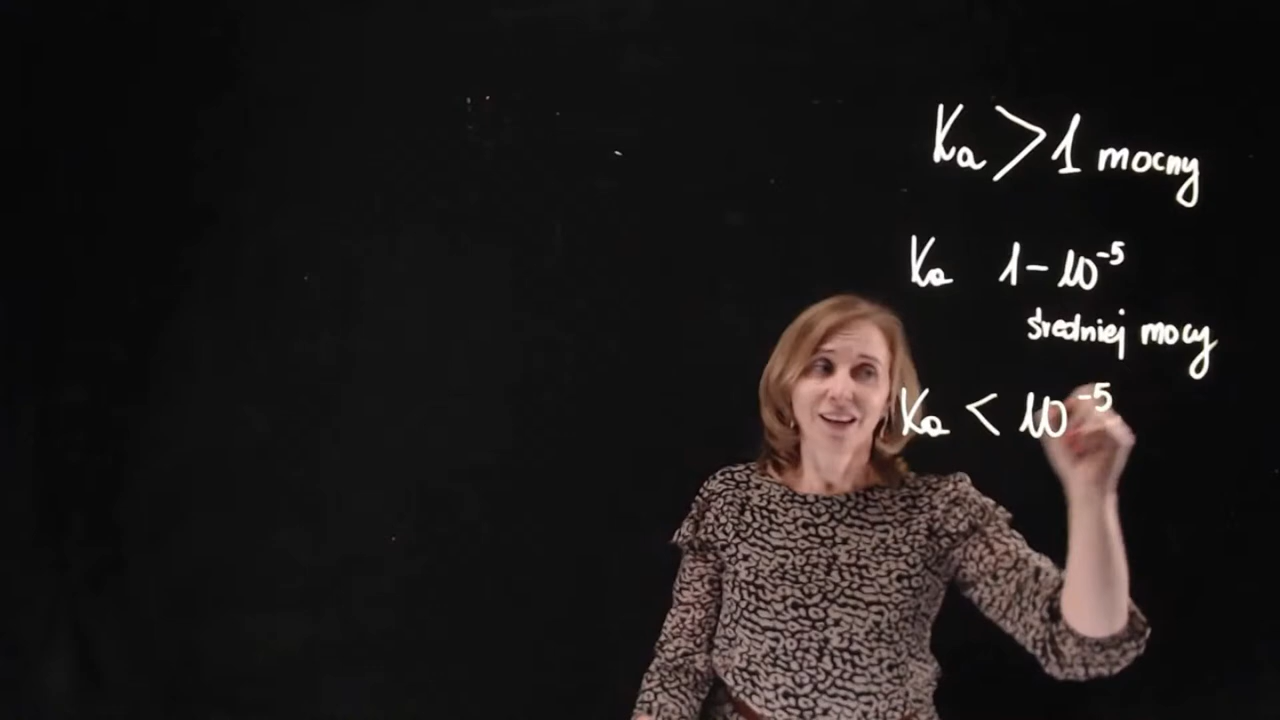 Ka > 1 mocny
Ka 1 - 10⁻⁵
średniej mocy
Ka < 10⁻⁵